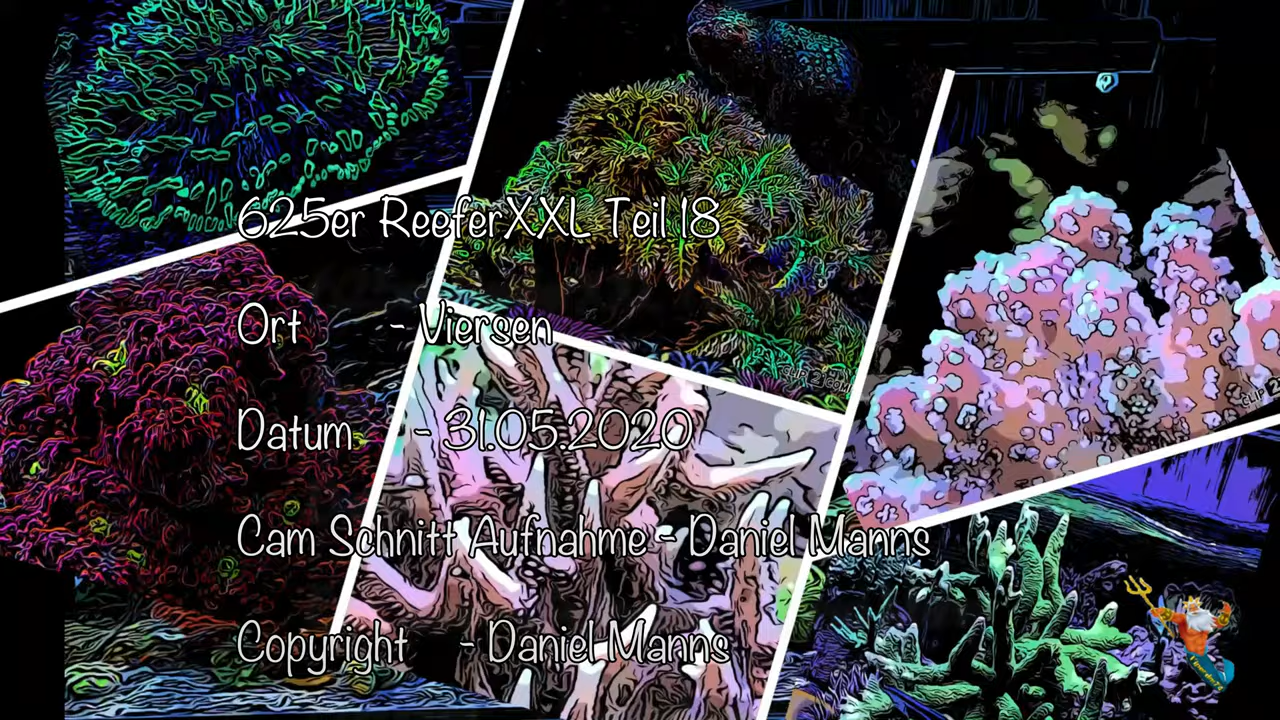 625er ReeferXXL Teil 18
Ort - Viersen
Datum - 31.05.2020
Cam Schnitt Aufnahme - Daniel Manns
Copyright - Daniel Manns